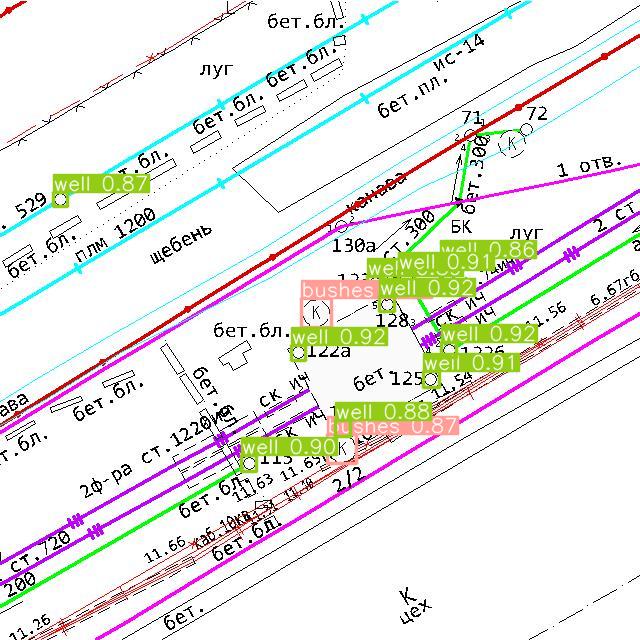 бет.бл.
ис-14
луг
бет.бл.
бет.пл.
бет.бл.
71
72
К
1 отв.
бет.300
well 0.87
529
канава
плм 1200
бет.бл.
щебень
130а
ст.300
БК
луг
2 ст.
well 0.86
well 0.91
well 0.92
bushes
К
128
ск ич
6.67
11.56
бет.бл.
well 0.92
122а
well 0.92
well 0.91
125
бет.
11.54
ск ич
бет.бл.
ава
бет.бл.
well 0.88
bushes 0.87
К
well 0.90
2ф-ра ст.1220
11.63
11.65
2/2
бет.бл.
каб.10кв
11.66
бет.бл.
ст.720
200
11.26
бет.
К
цех